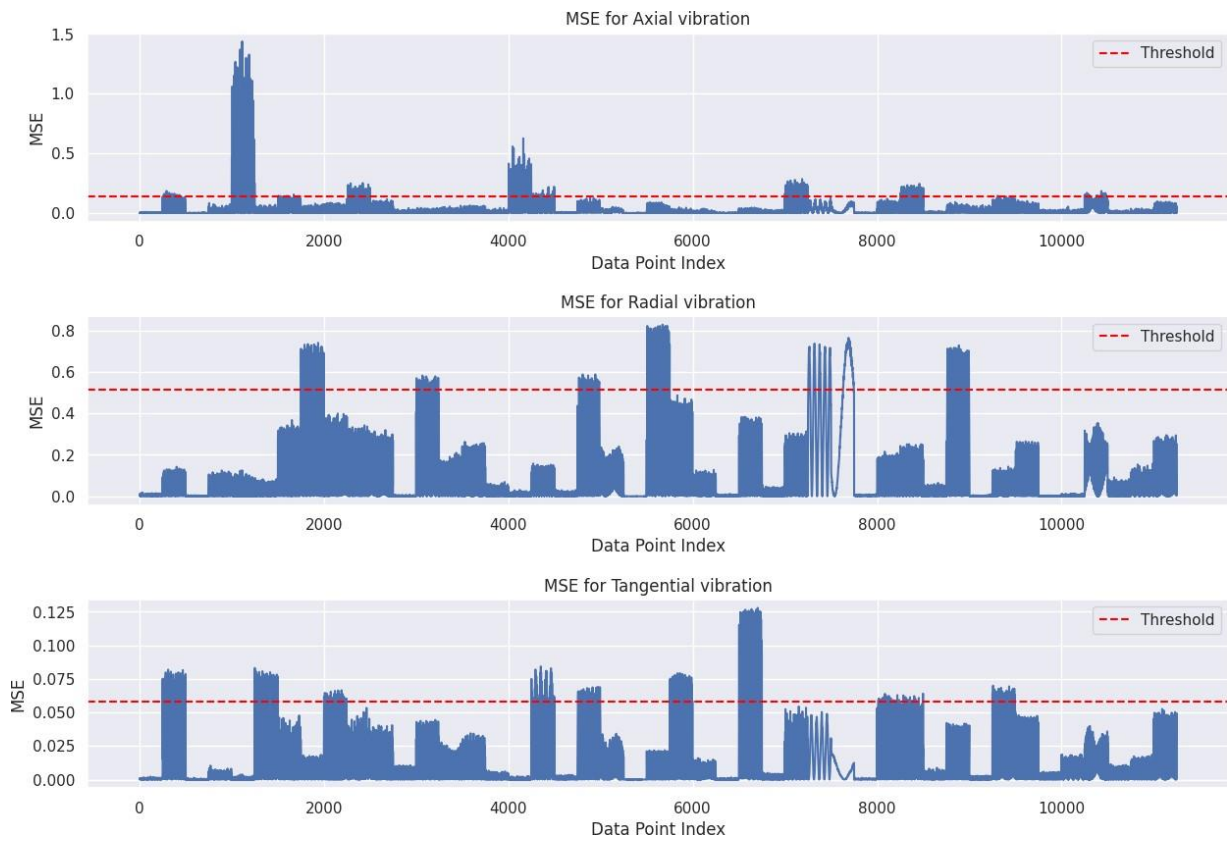 MSE for Axial vibration
1.5
1.0
0.5
0.0
MSE
Threshold
0 2000 4000 6000 8000 10000
Data Point Index
MSE for Radial vibration
0.8
0.6
0.4
0.2
0.0
MSE
Threshold
0 2000 4000 6000 8000 10000
Data Point Index
MSE for Tangential vibration
0.125
0.100
0.075
0.050
0.025
0.000
MSE
Threshold
0 2000 4000 6000 8000 10000
Data Point Index